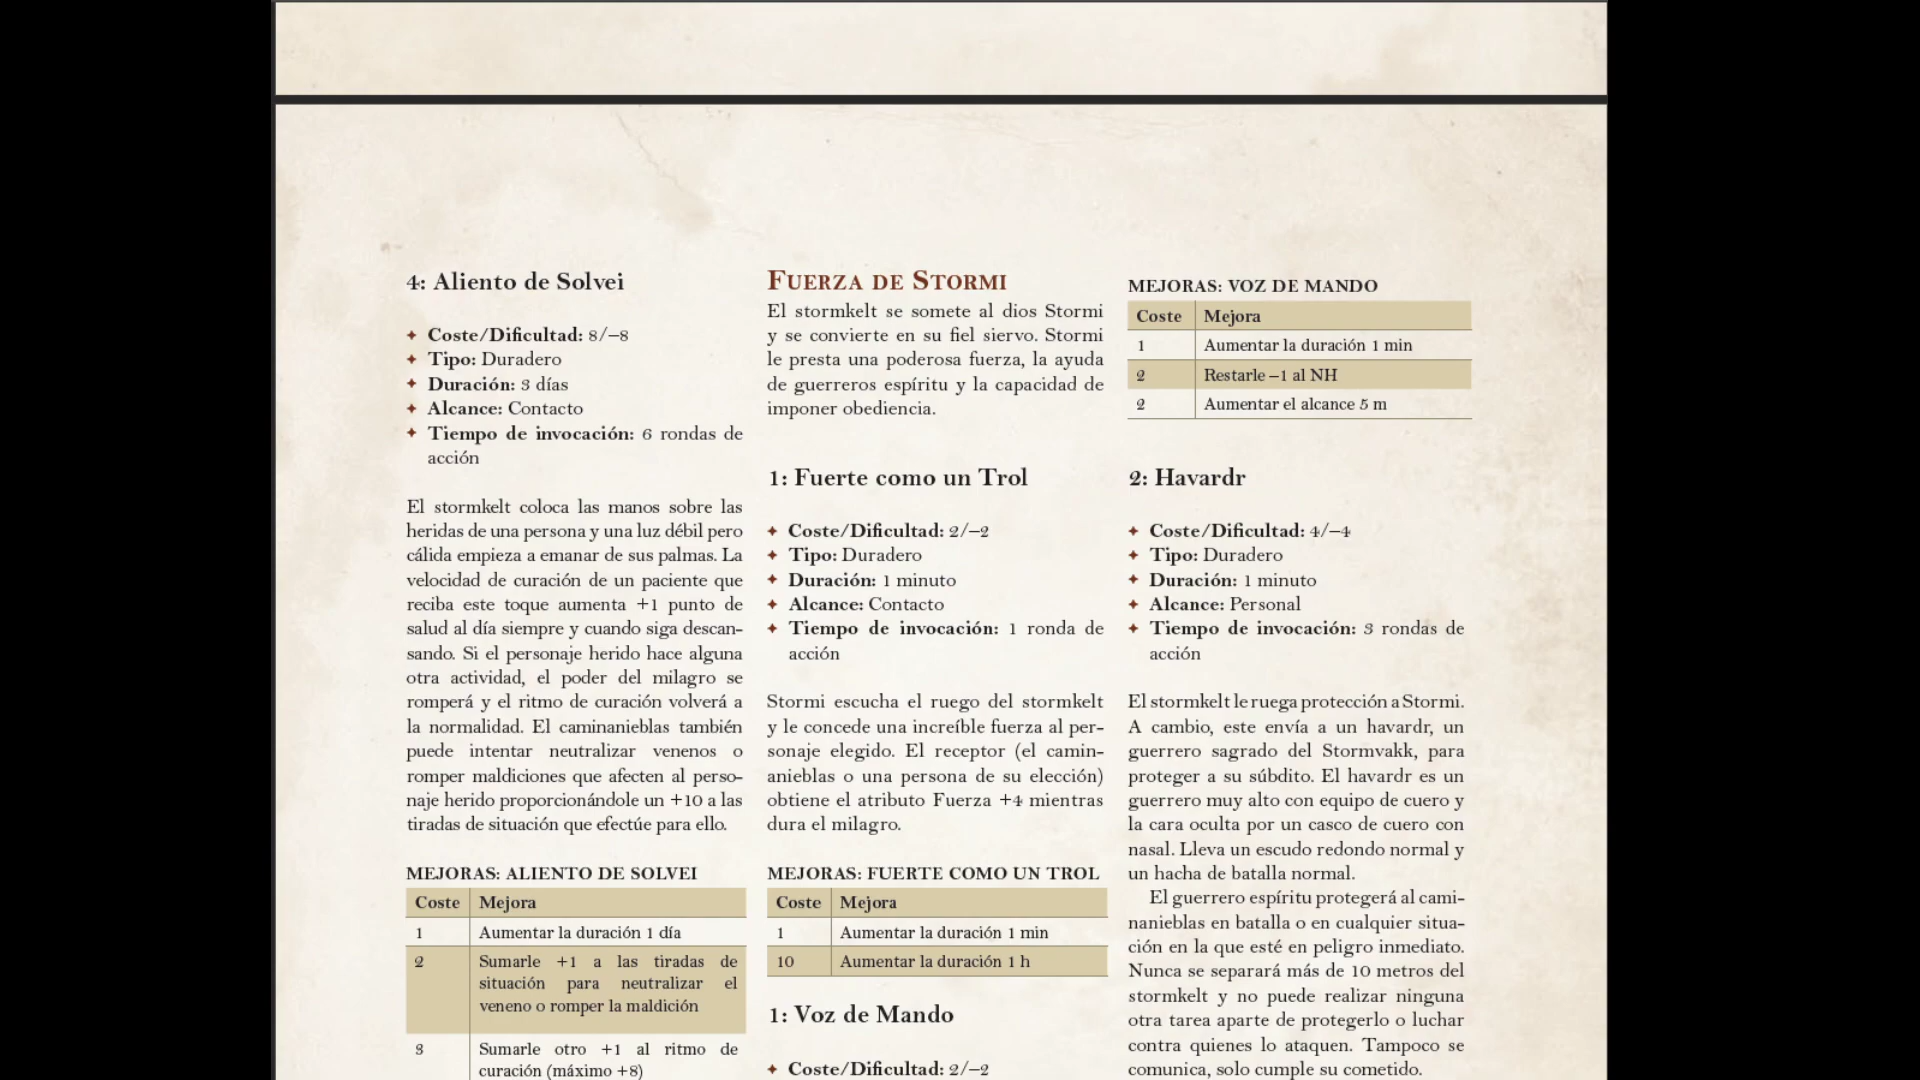 4: Aliento de Solvei
Coste/Dificultad: 8/–8
Tipo: Duradero
Duración: 3 días
Alcance: Contacto
Tiempo de invocación: 6 rondas de
acción
El stormkelt coloca las manos sobre las
heridas de una persona y una luz débil pero
cálida empieza a emanar de sus palmas. La
velocidad de curación de un paciente que
reciba este toque aumenta +1 punto de
salud al día siempre y cuando siga descan-
sando. Si el personaje herido hace alguna
otra actividad, el poder del milagro se
romperá y el ritmo de curación volverá a
la normalidad. El caminanieblas también
puede intentar neutralizar venenos o
romper maldiciones que afecten al perso-
naje herido proporcionándole un +10 a las
tiradas de situación que efectúe para ello.
MEJORAS: ALIENTO DE SOLVEI
Coste Mejora
1 Aumentar la duración 1 día
2 Sumarle +1 a las tiradas de
situación para neutralizar el
veneno o romper la maldición
3 Sumarle otro +1 al ritmo de
curación (máximo +8)
FUERZA DE STORMI
El stormkelt se somete al dios Stormi
y se convierte en su fiel siervo. Stormi
le presta una poderosa fuerza, la ayuda
de guerreros espíritu y la capacidad de
imponer obediencia.
1: Fuerte como un Trol
Coste/Dificultad: 2/–2
Tipo: Duradero
Duración: 1 minuto
Alcance: Contacto
Tiempo de invocación: 1 ronda de
acción
Stormi escucha el ruego del stormkelt
y le concede una increíble fuerza al per-
sonaje elegido. El receptor (el camin-
anieblas o una persona de su elección)
obtiene el atributo Fuerza +4 mientras
dura el milagro.
MEJORAS: FUERTE COMO UN TROL
Coste Mejora
1 Aumentar la duración 1 min
10 Aumentar la duración 1 h
1: Voz de Mando
Coste/Dificultad: 2/–2
MEJORAS: VOZ DE MANDO
Coste Mejora
1 Aumentar la duración 1 min
2 Restarle –1 al NH
2 Aumentar el alcance 5 m
2: Havardr
Coste/Dificultad: 4/–4
Tipo: Duradero
Duración: 1 minuto
Alcance: Personal
Tiempo de invocación: 3 rondas de
acción
El stormkelt le ruega protección a Stormi.
A cambio, este envía a un havardr, un
guerrero sagrado del Stormvakk, para
proteger a su súbdito. El havardr es un
guerrero muy alto con equipo de cuero y
la cara oculta por un casco de cuero con
nasal. Lleva un escudo redondo normal y
un hacha de batalla normal.
El guerrero espíritu protegerá al cami-
nanieblas en batalla o en cualquier situa-
ción en la que esté en peligro inmediato.
Nunca se separará más de 10 metros del
stormkelt y no puede realizar ninguna
otra tarea aparte de protegerlo o luchar
contra quienes lo ataquen. Tampoco se
comunica, solo cumple su cometido.